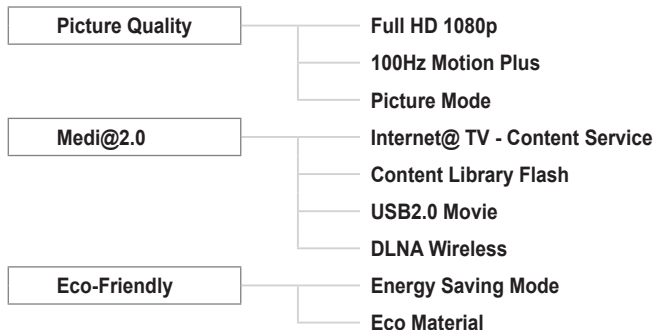 Picture Quality
Full HD 1080p
100Hz Motion Plus
Picture Mode
Medi@2.0
Internet@ TV - Content Service
Content Library Flash
USB2.0 Movie
DLNA Wireless
Eco-Friendly
Energy Saving Mode
Eco Material